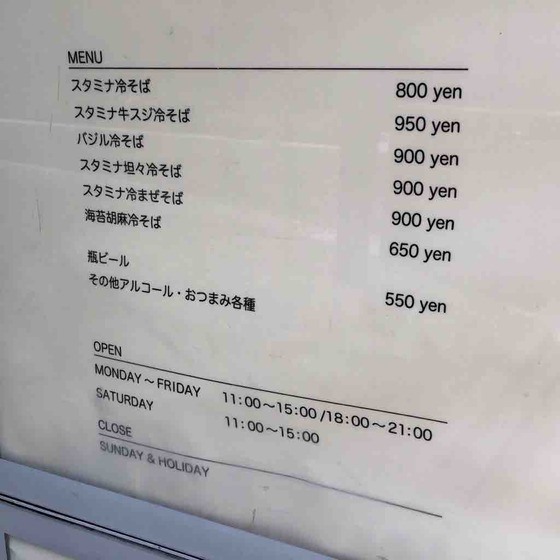 MENU
スタミナ冷そば 800 yen
スタミナキスジ冷そば 950 yen
バジル冷そば 900 yen
スタミナ坦々冷そば 900 yen
スタミナ冷まぜそば 900 yen
海苔胡麻冷そば 650 yen
瓶ビール 550 yen
その他アルコール・おつまみ各種
OPEN
MONDAY～FRIDAY 11:00～15:00/18:00～21:00
SATURDAY 11:00～15:00
CLOSE
SUNDAY & HOLIDAY